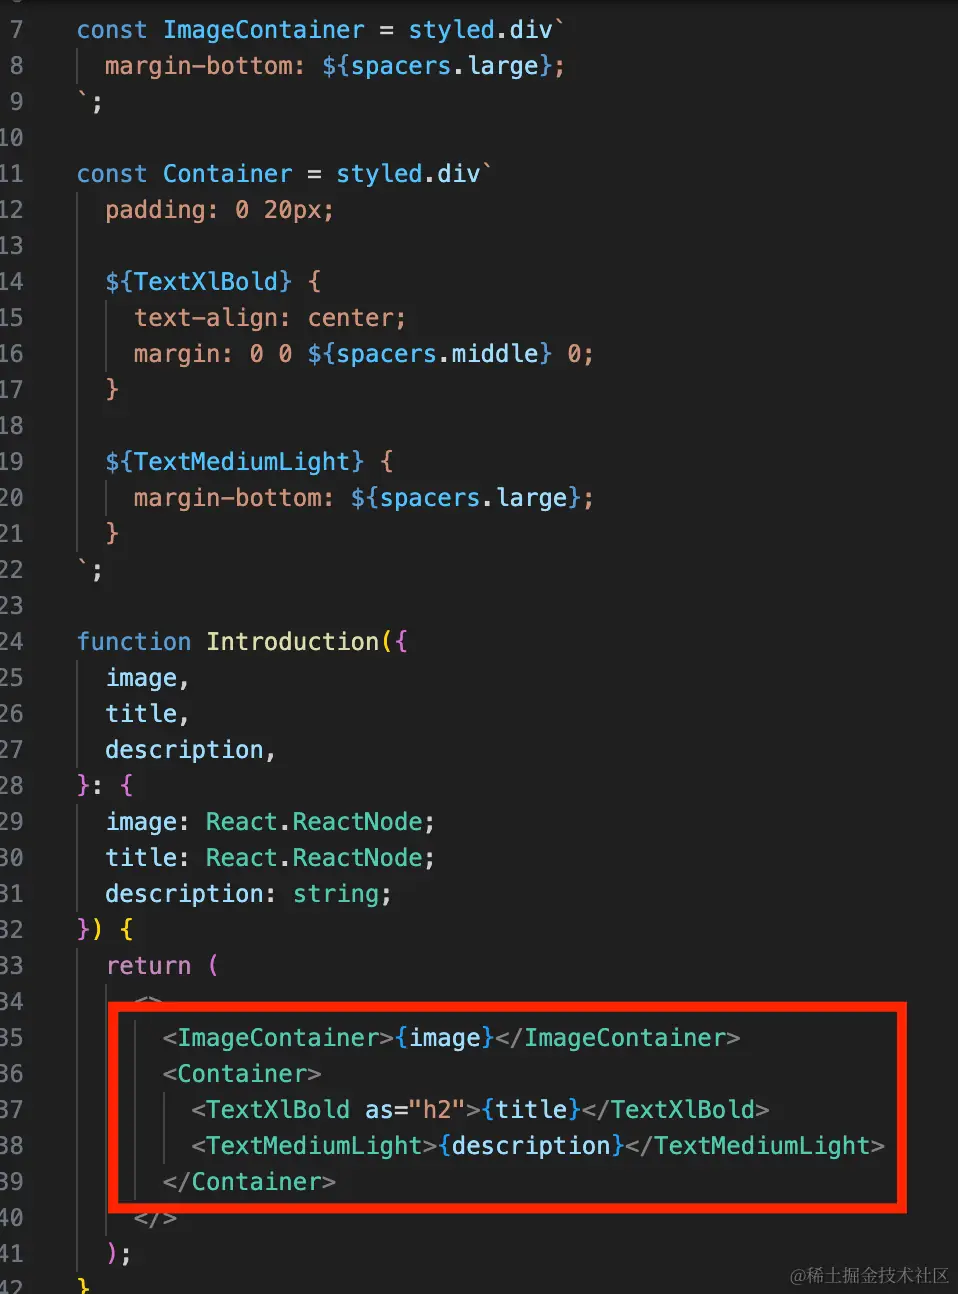 7 const ImageContainer = styled.div`
8 margin-bottom: ${spacers.large};
9 `;
10
11 const Container = styled.div`
12 padding: 0 20px;
13
14 ${TextXlBold} {
15 text-align: center;
16 margin: 0 0 ${spacers.middle} 0;
17 }
18
19 ${TextMediumLight} {
20 margin-bottom: ${spacers.large};
21 }
22 `;
23
24 function Introduction({
25 image,
26 title,
27 description,
28 }: {
29 image: React.ReactNode;
30 title: React.ReactNode;
31 description: string;
32 }) {
33 return (
34 <>
35 <ImageContainer>{image}</ImageContainer>
36 <Container>
37 <TextXlBold as="h2">{title}</TextXlBold>
38 <TextMediumLight>{description}</TextMediumLight>
39 </Container>
40 </>
41 );
42 }
@稀土掘金技术社区